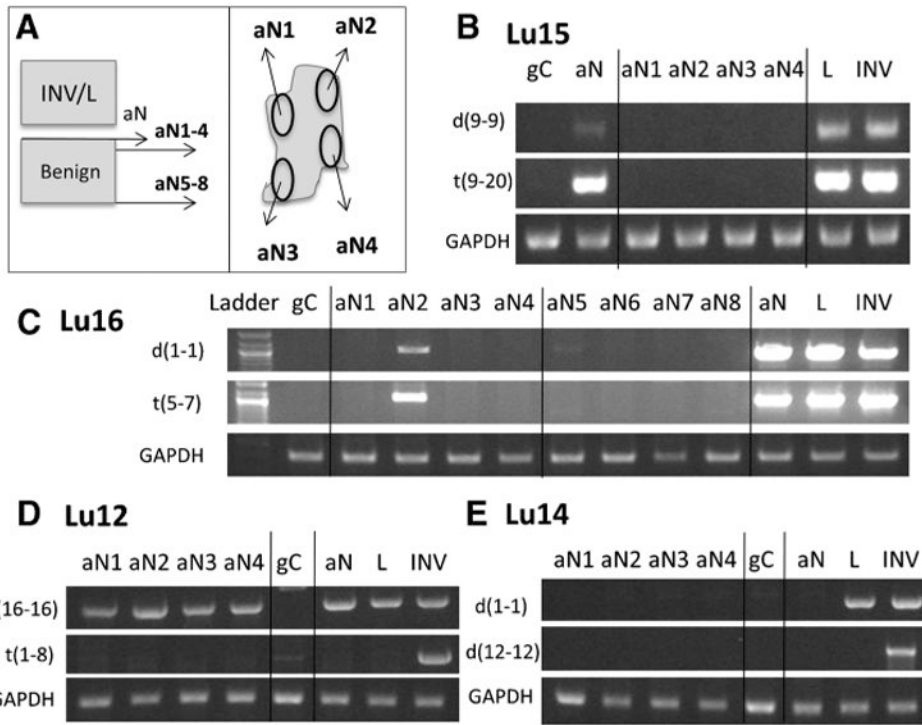 A
aN1 aN2
INV/L
aN
aN1-4
Benign
aN5-8
aN3 aN4
B Lu15
gC aN aN1 aN2 aN3 aN4 L INV
d(9-9)
t(9-20)
GAPDH
C Lu16
Ladder gC aN1 aN2 aN3 aN4 aN5 aN6 aN7 aN8 aN L INV
d(1-1)
t(5-7)
GAPDH
D Lu12
aN1 aN2 aN3 aN4 gC aN L INV
(16-16)
t(1-8)
GAPDH
E Lu14
aN1 aN2 aN3 aN4 gC aN L INV
d(1-1)
d(12-12)
GAPDH